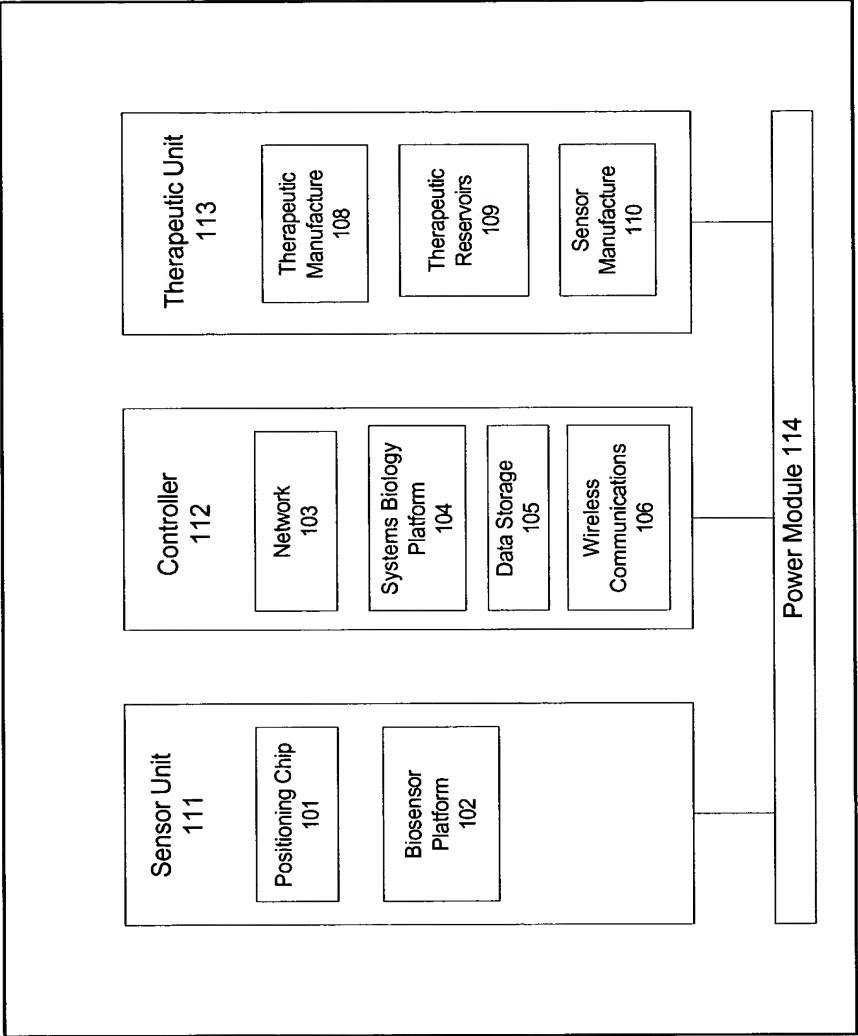 Sensor Unit
111
Positioning Chip
101
Biosensor
Platform
102
Controller
112
Network
103
Systems Biology
Platform
104
Data Storage
105
Wireless
Communications
106
Therapeutic Unit
113
Therapeutic
Manufacture
108
Therapeutic
Reservoirs
109
Sensor
Manufacture
110
Power Module 114